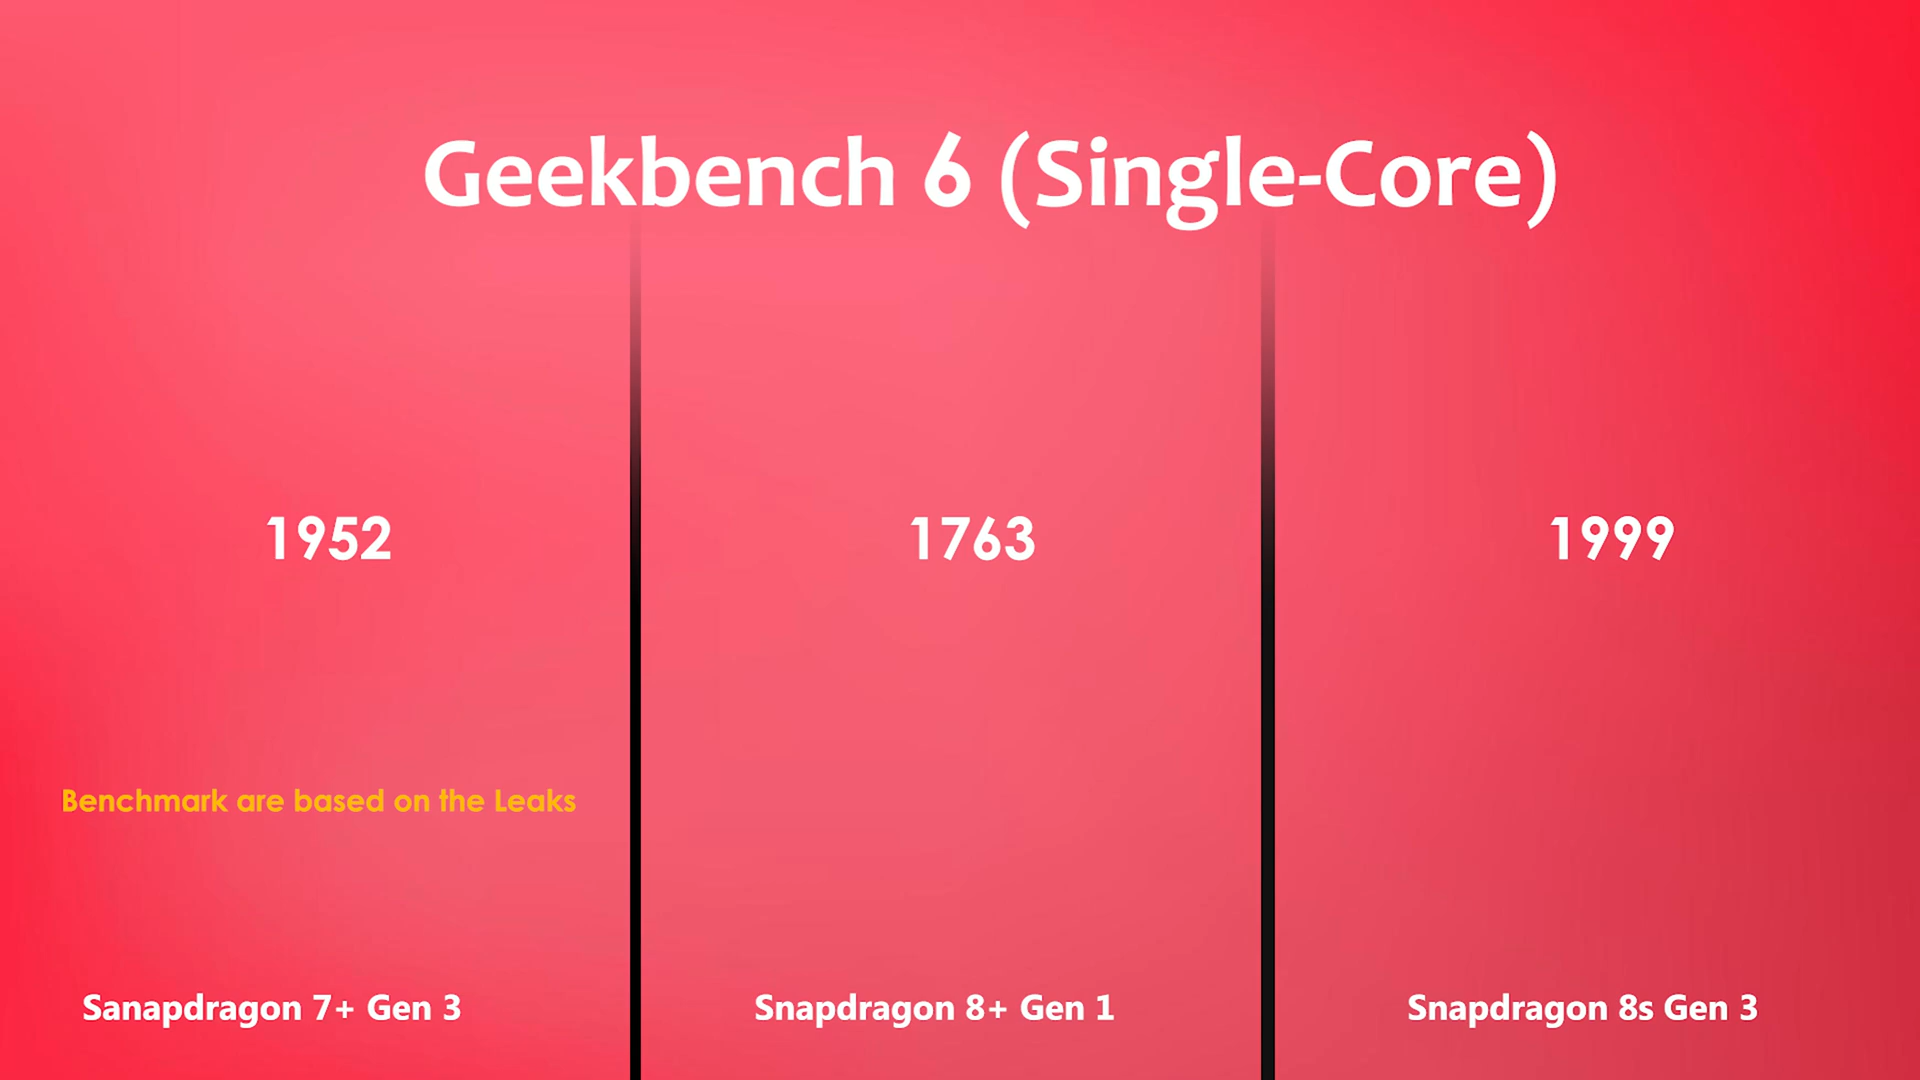 Geekbench 6 (Single-Core)
1952
1763
1999
Benchmark are based on the Leaks
Sanapdragon 7+ Gen 3
Snapdragon 8+ Gen 1
Snapdragon 8s Gen 3